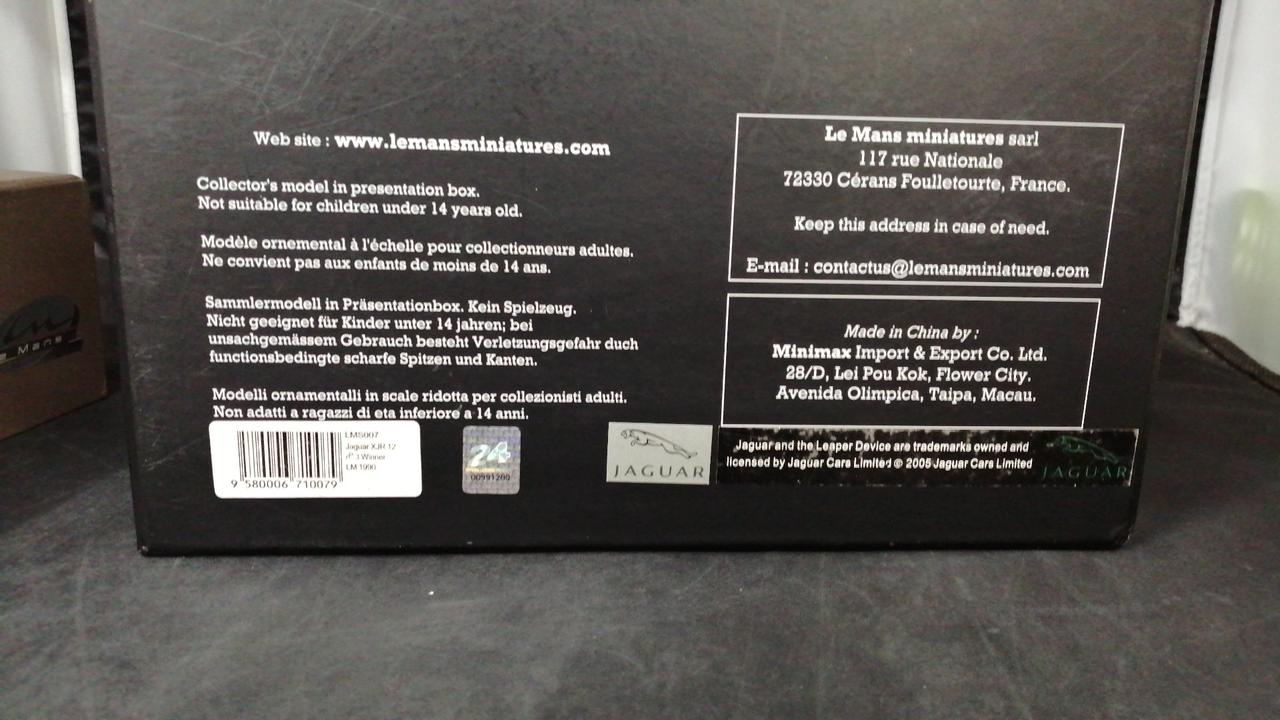 Web site : www.lemansminiatures.com
Collector's model in presentation box.
Not suitable for children under 14 years old.
Modèle ornemental à l'échelle pour collectionneurs adultes.
Ne convient pas aux enfants de moins de 14 ans.
Sammlermodell in Präsentationbox. Kein Spielzeug.
Nicht geeignet für Kinder unter 14 jahren; bei
unsachgemässem Gebrauch besteht Verletzungsgefahr duch
functionsbedingte scharfe Spitzen und Kanten.
Modelli ornamentalli in scale ridotta per collezionisti adulti.
Non adatti a ragazzi di eta inferiore a 14 anni.
LMS007
Jaguar XJR 12
n° 3 Winner
LM 1990
9 580006 710079
24
00991200
Le Mans miniatures sarl
117 rue Nationale
72330 Cérans Foulletourte, France.
Keep this address in case of need.
E-mail : contactus@lemansminiatures.com
Made in China by :
Minimax Import & Export Co. Ltd.
28/D, Lei Pou Kok, Flower City.
Avenida Olimpica, Taipa, Macau.
JAGUAR
Jaguar and the Leaper Device are trademarks owned and
licensed by Jaguar Cars Limited © 2005 Jaguar Cars Limited
JAGUAR
Mans